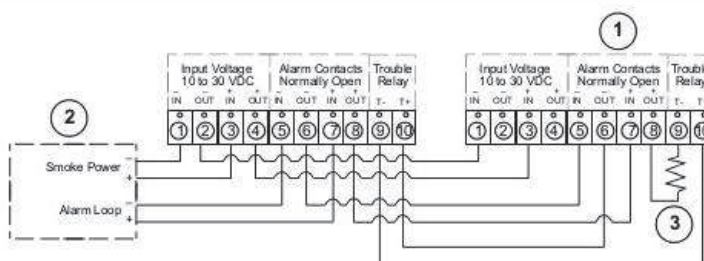 1
Input Voltage Alarm Contacts Trouble
10 to 30 VDC Normally Open Relay
- - + + - - + +
IN OUT IN OUT IN OUT IN OUT T- T+
1 2 3 4 5 6 7 8 9 10
Input Voltage Alarm Contacts
10 to 30 VDC Normally Open Relay
- - + + - - + +
IN OUT IN OUT IN OUT IN OUT T-
1 2 3 4 5 6 7 8 9
2
Smoke Power -
+
Alarm Loop -
+
3